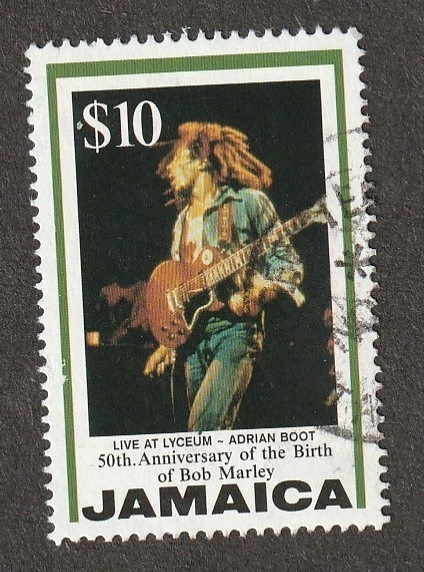 $10
LIVE AT LYCEUM ~ ADRIAN BOOT
50th. Anniversary of the Birth
of Bob Marley
JAMAICA